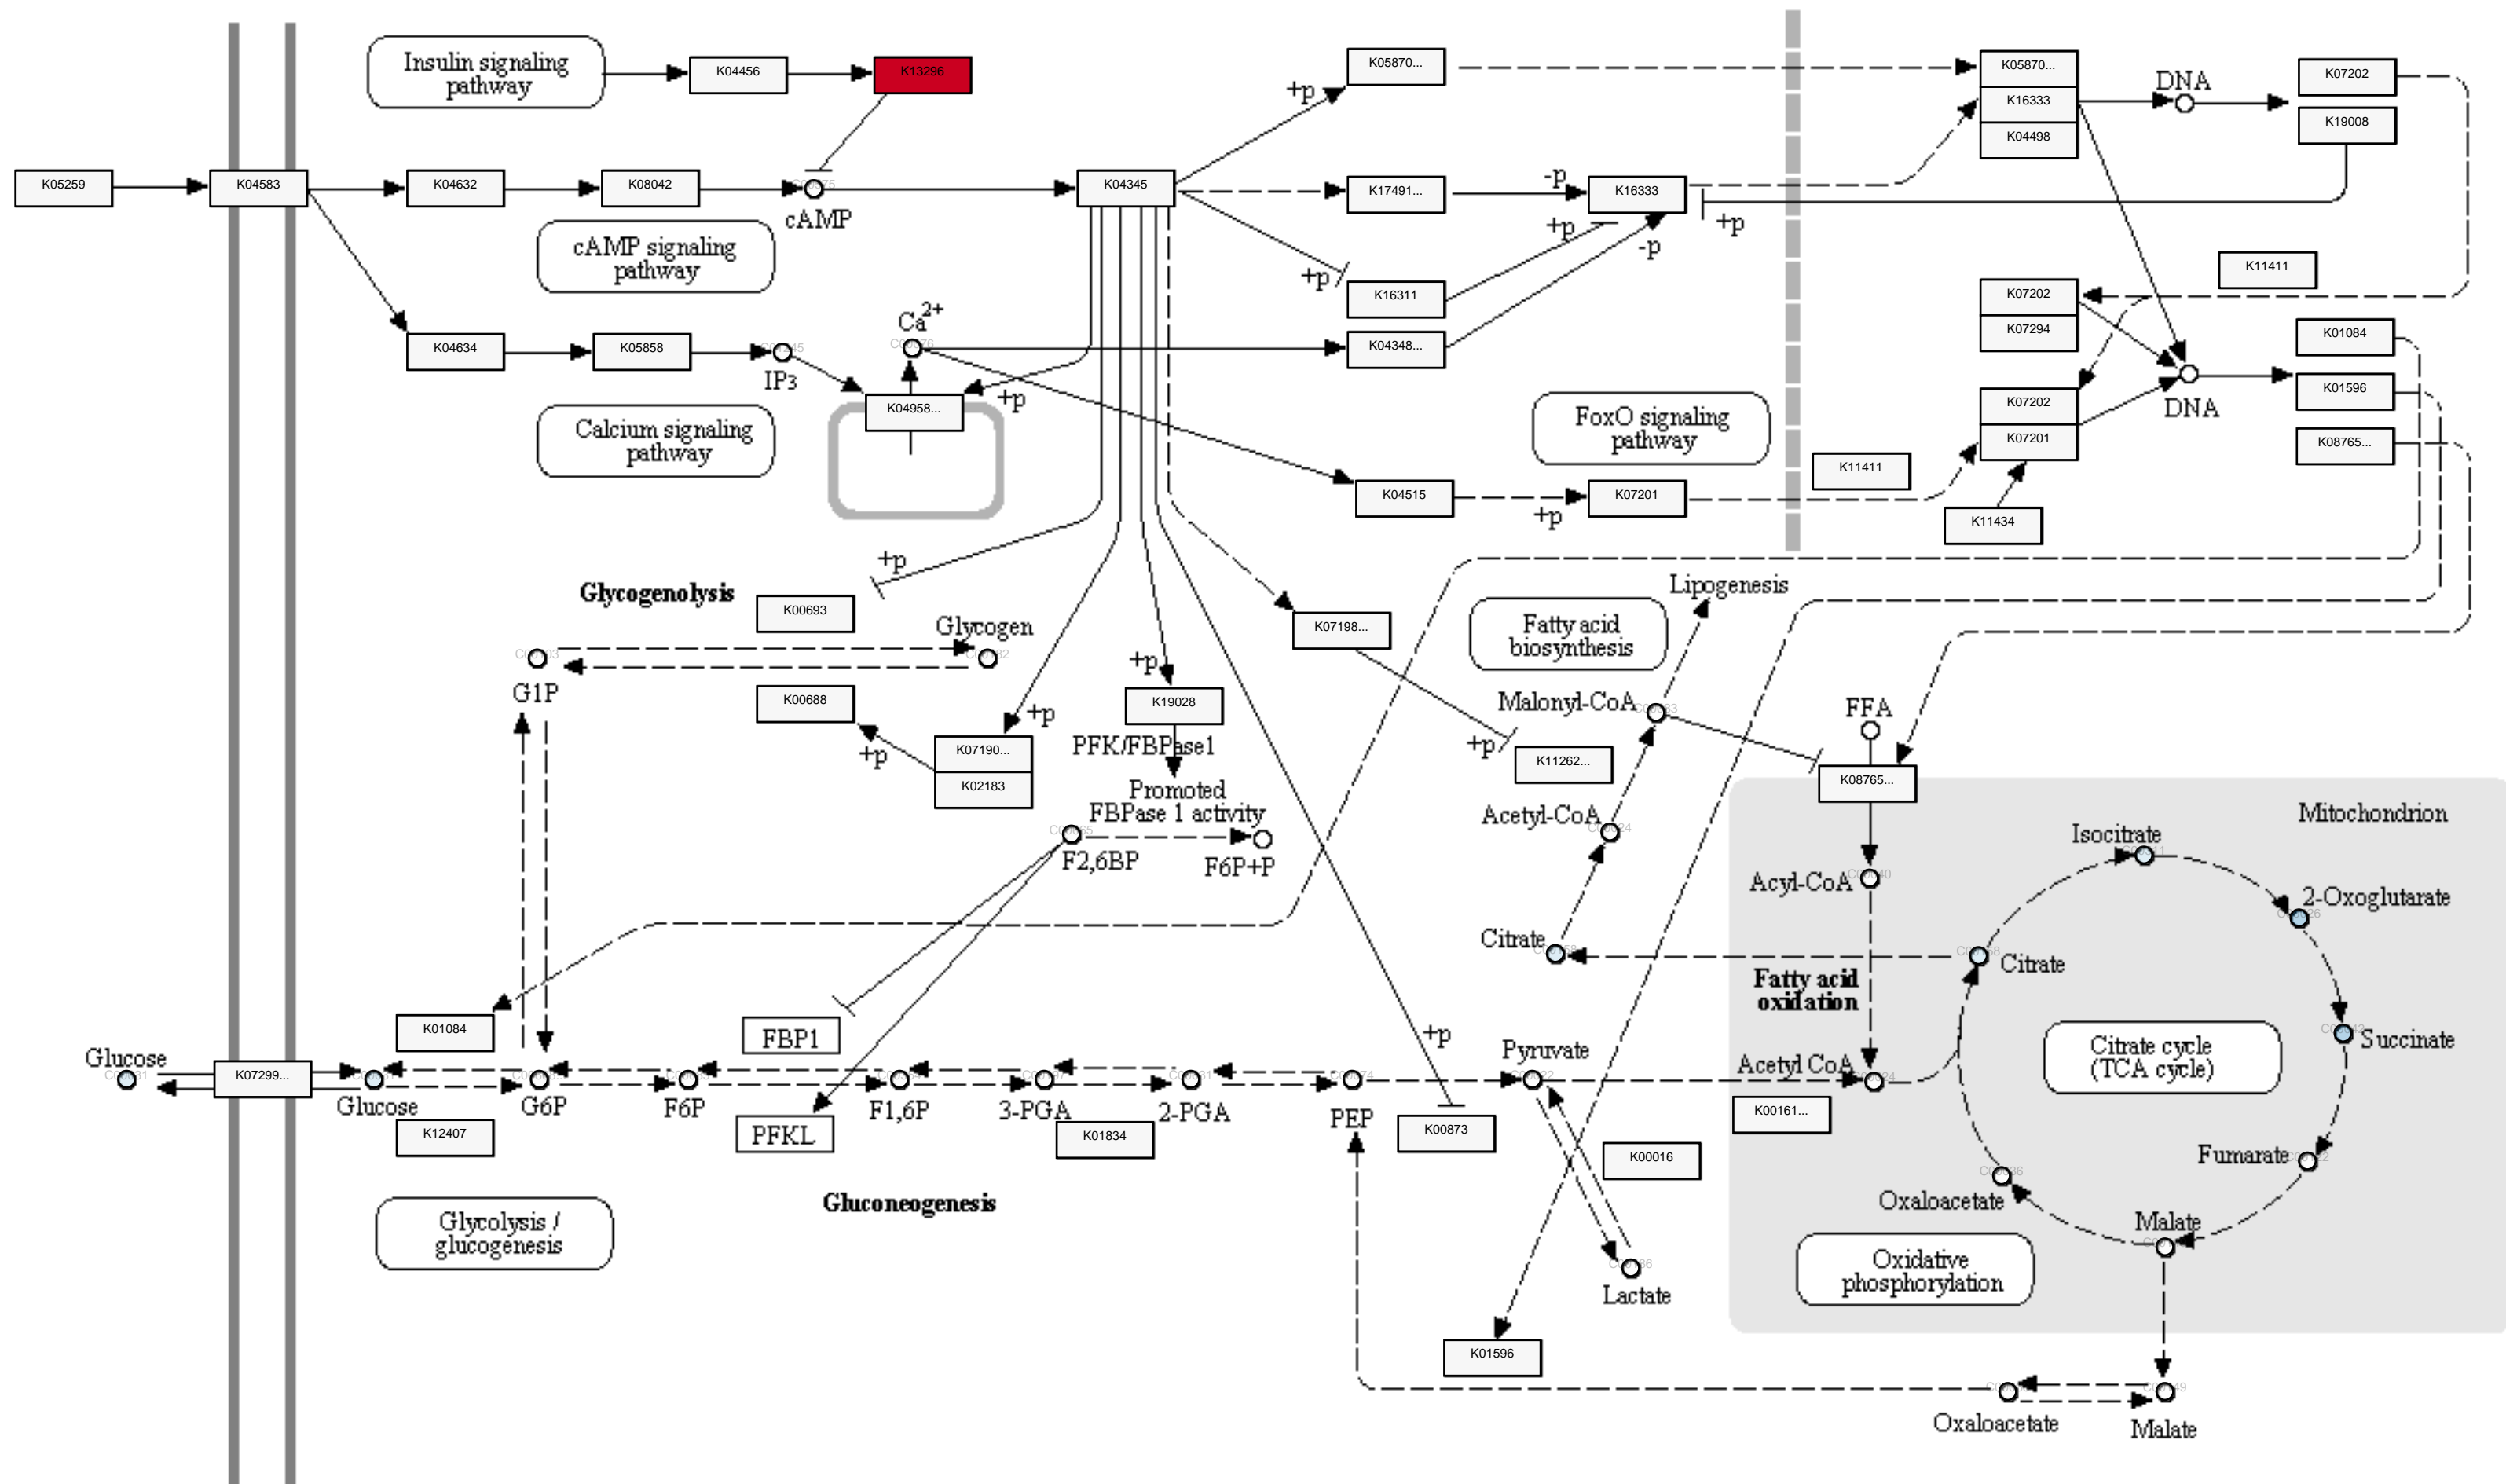 Insulin signaling
pathway
K04456
K13296
K05870...
K05870...
K16333
K04498
DNA
K07202
K19008
+p
K05259
K04583
K04632
K08042
cAMP
K04345
K17491...
-p
K16333
+p
+p
-p
+p
K16311
cAMP signaling
pathway
K11411
K07202
K07294
K01084
Ca2+
K04634
K05858
IP3
K04348...
K04958...
+p
K07202
K07201
DNA
K01596
K08765...
Calcium signaling
pathway
FoxO signaling
pathway
K11411
K04515
+p
K07201
K11434
+p
Glycogenolysis
K00693
Glycogen
G1P
K00688
+p
K07190...
K02183
+p
+p
K19028
PFK/FBPase1
Promoted
FBPase 1 activity
F2,6BP
F6P+P
K07198...
+p
K11262...
Lipogenesis
Fatty acid
biosynthesis
Malonyl-CoA
Acetyl-CoA
Citrate
FFA
K08765...
Mitochondrion
Isocitrate
2-Oxoglutarate
Acyl-CoA
Citrate
Fatty acid
oxidation
Succinate
Citrate cycle
(TCA cycle)
Acetyl CoA
K00161...
Fumarate
Oxaloacetate
Malate
Oxidative
phosphorylation
Glucose
K07299...
K01084
Glucose
K12407
G6P
F6P
FBP1
PFKL
F1,6P
3-PGA
K01834
2-PGA
PEP
+p
K00873
Pyruvate
K00016
Lactate
Glycolysis /
glucogenesis
Gluconeogenesis
K01596
Oxaloacetate
Malate